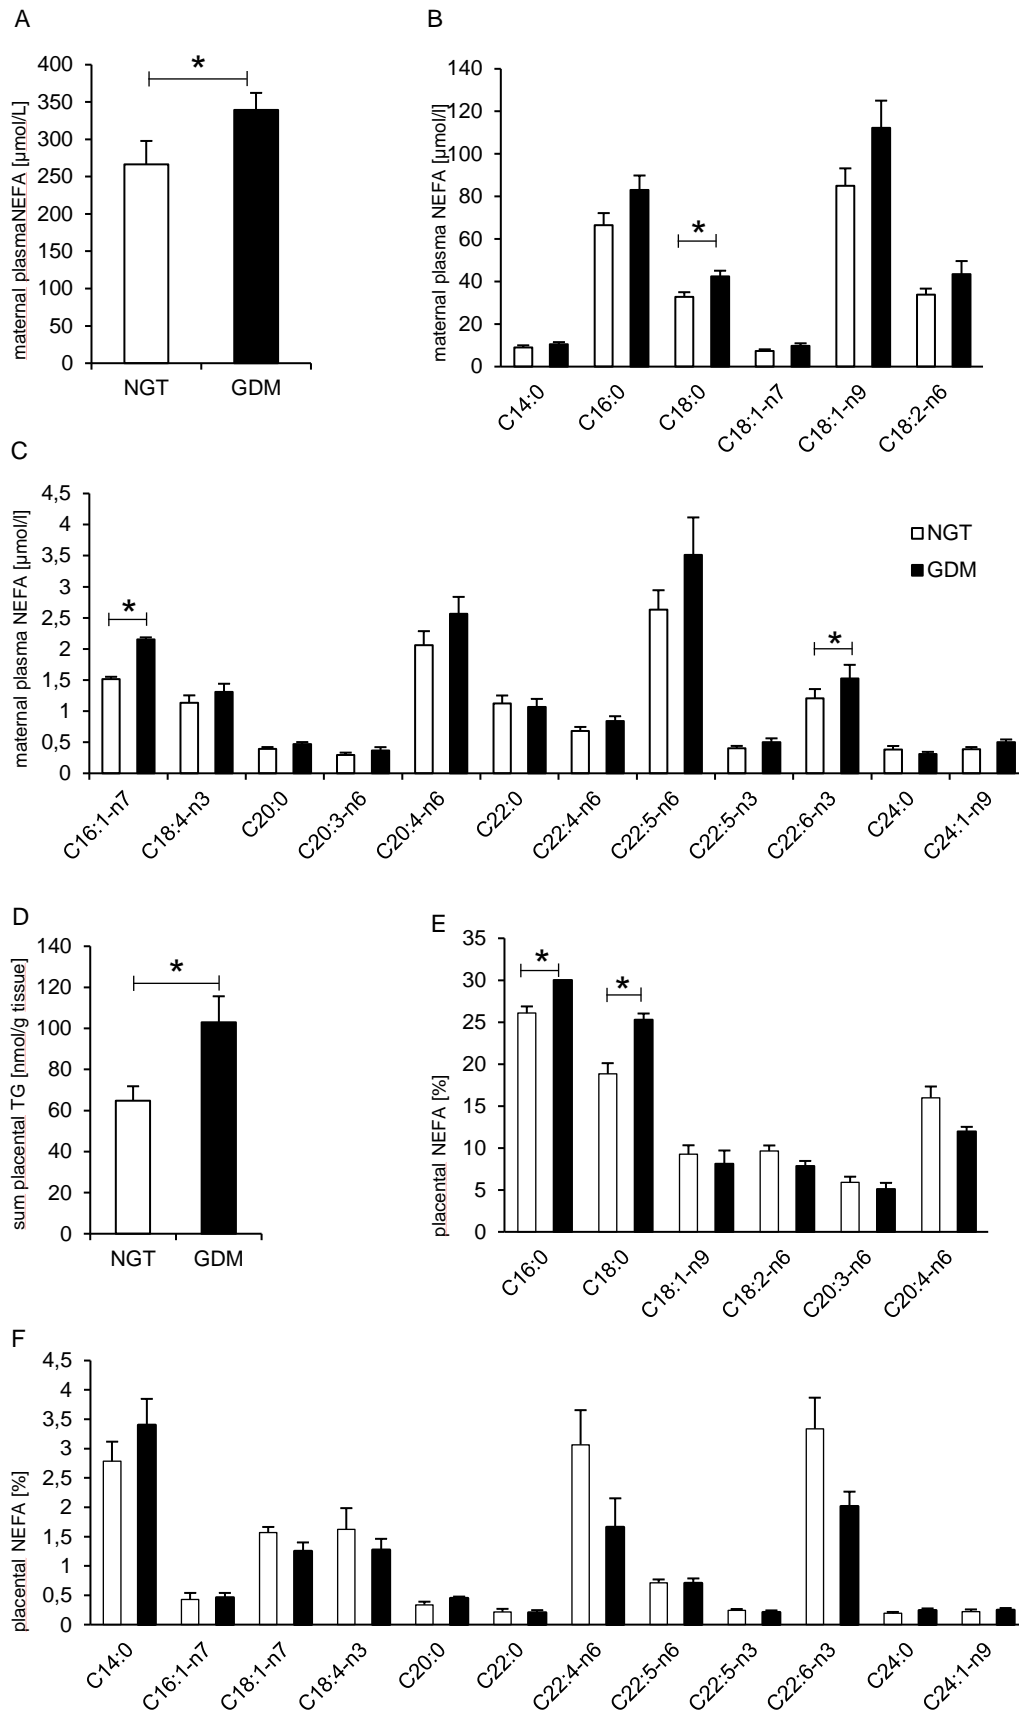 A
maternal plasmaNEFA [µmol/L]
400
350
300
250
200
150
100
50
0
*
NGT
GDM
B
maternal plasma NEFA [µmol/l]
140
120
100
80
60
40
20
0
*
C14:0
C16:0
C18:0
C18:1-n7
C18:1-n9
C18:2-n6
C
maternal plasma NEFA [µmol/l]
4,5
4
3,5
3
2,5
2
1,5
1
0,5
0
*
*
NGT
GDM
C16:1-n7
C18:4-n3
C20:0
C20:3-n6
C20:4-n6
C22:0
C22:4-n6
C22:5-n6
C22:5-n3
C22:6-n3
C24:0
C24:1-n9
D
sum placental TG [nmol/g tissue]
140
120
100
80
60
40
20
0
*
NGT
GDM
E
placental NEFA [%]
35
30
25
20
15
10
5
0
*
*
C16:0
C18:0
C18:1-n9
C18:2-n6
C20:3-n6
C20:4-n6
F
placental NEFA [%]
4,5
4
3,5
3
2,5
2
1,5
1
0,5
0
C14:0
C16:1-n7
C18:1-n7
C18:4-n3
C20:0
C22:0
C22:4-n6
C22:5-n6
C22:5-n3
C22:6-n3
C24:0
C24:1-n9